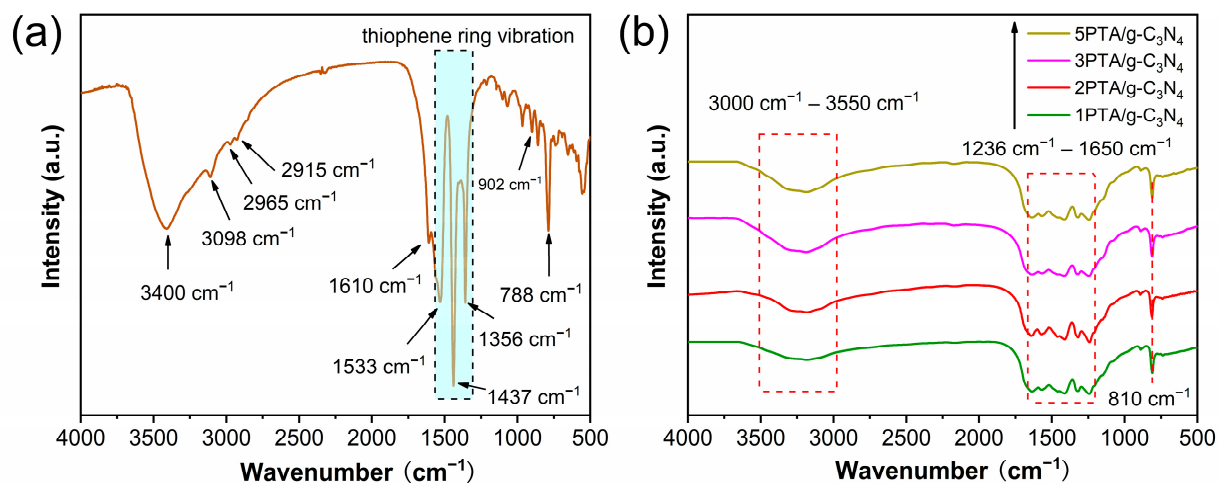 (a)
thiophene ring vibration
2915 cm⁻¹
2965 cm⁻¹
3098 cm⁻¹
3400 cm⁻¹
1610 cm⁻¹
1533 cm⁻¹
1437 cm⁻¹
1356 cm⁻¹
902 cm⁻¹
788 cm⁻¹
Intensity (a.u.)
4000 3500 3000 2500 2000 1500 1000 500
Wavenumber (cm⁻¹)
(b)
5PTA/g-C₃N₄
3PTA/g-C₃N₄
2PTA/g-C₃N₄
1PTA/g-C₃N₄
3000 cm⁻¹ – 3550 cm⁻¹
1236 cm⁻¹ – 1650 cm⁻¹
810 cm⁻¹
Intensity (a.u.)
4000 3500 3000 2500 2000 1500 1000 500
Wavenumber (cm⁻¹)